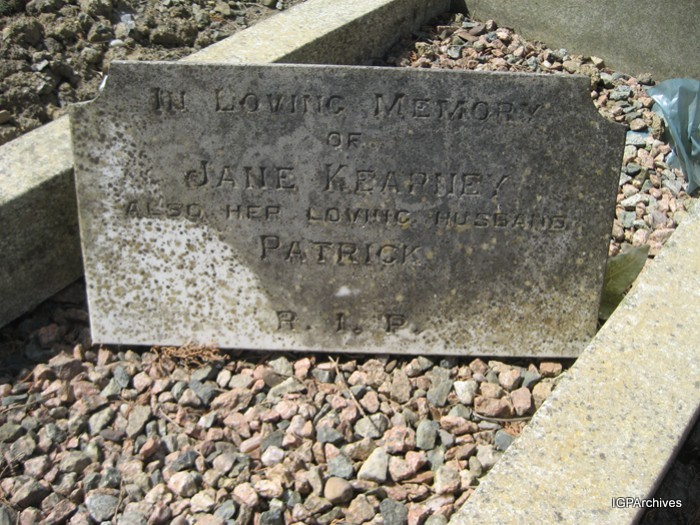 IN LOVING MEMORY
OF
JANE KEARNEY
ALSO HER LOVING HUSBAND
PATRICK
R. I. P.
IGPArchives